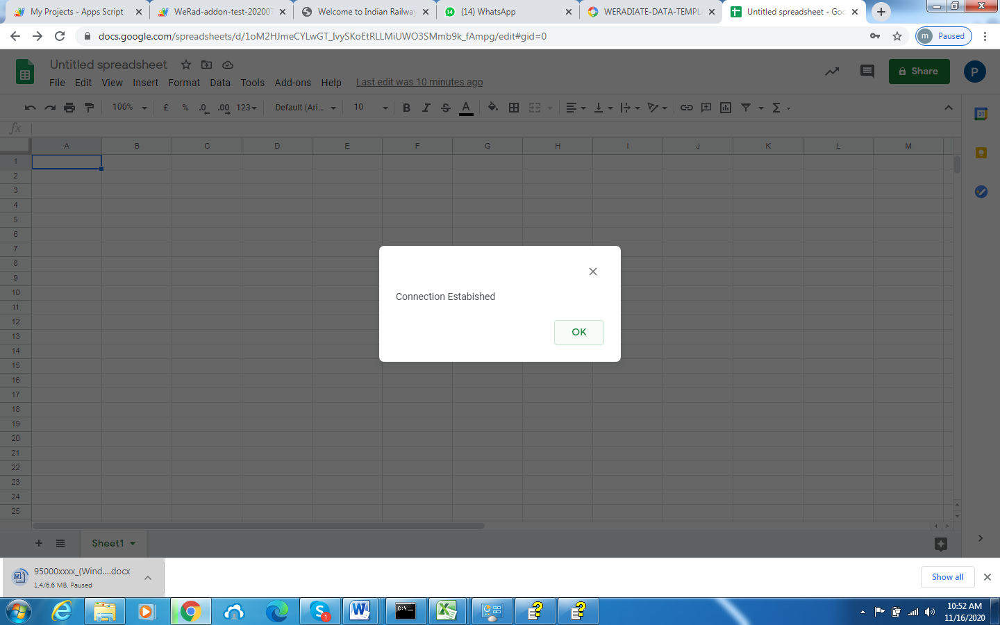 My Projects - Apps Script
WeRad-addon-test-202007
Welcome to Indian Railway
(14) WhatsApp
WERADIATE-DATA-TEMPL
Untitled spreadsheet - Goo
docs.google.com/spreadsheets/d/1oM2HJmeCYLwGT_IvySKoEtRLLMiUWO3SMmb9k_fAmpg/edit#gid=0
m Paused
Untitled spreadsheet
File Edit View Insert Format Data Tools Add-ons Help Last edit was 10 minutes ago
Share
P
100% £ % .0 .00 123 Default (Ari... 10 B I S A Σ
31
fx
A B C D E F G H I J K L M
1
2
3
4
5
6
7
8
9
10
11
12
13
14
15
16
17
18
19
20
21
22
23
24
25
Connection Estabished
OK
Sheet1
95000xxxx_(Wind....docx
1.4/6.6 MB, Paused
Show all
10:52 AM
11/16/2020